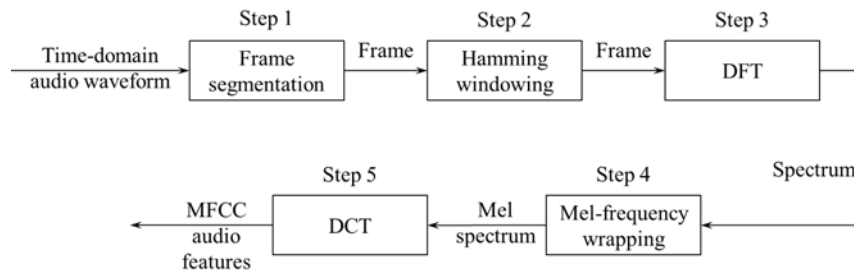 Step 1
Step 2
Step 3
Time-domain
audio waveform
Frame
segmentation
Frame
Hamming
windowing
Frame
DFT
Spectrum
Step 4
Step 5
Mel-frequency
wrapping
Mel
spectrum
DCT
MFCC
audio
features